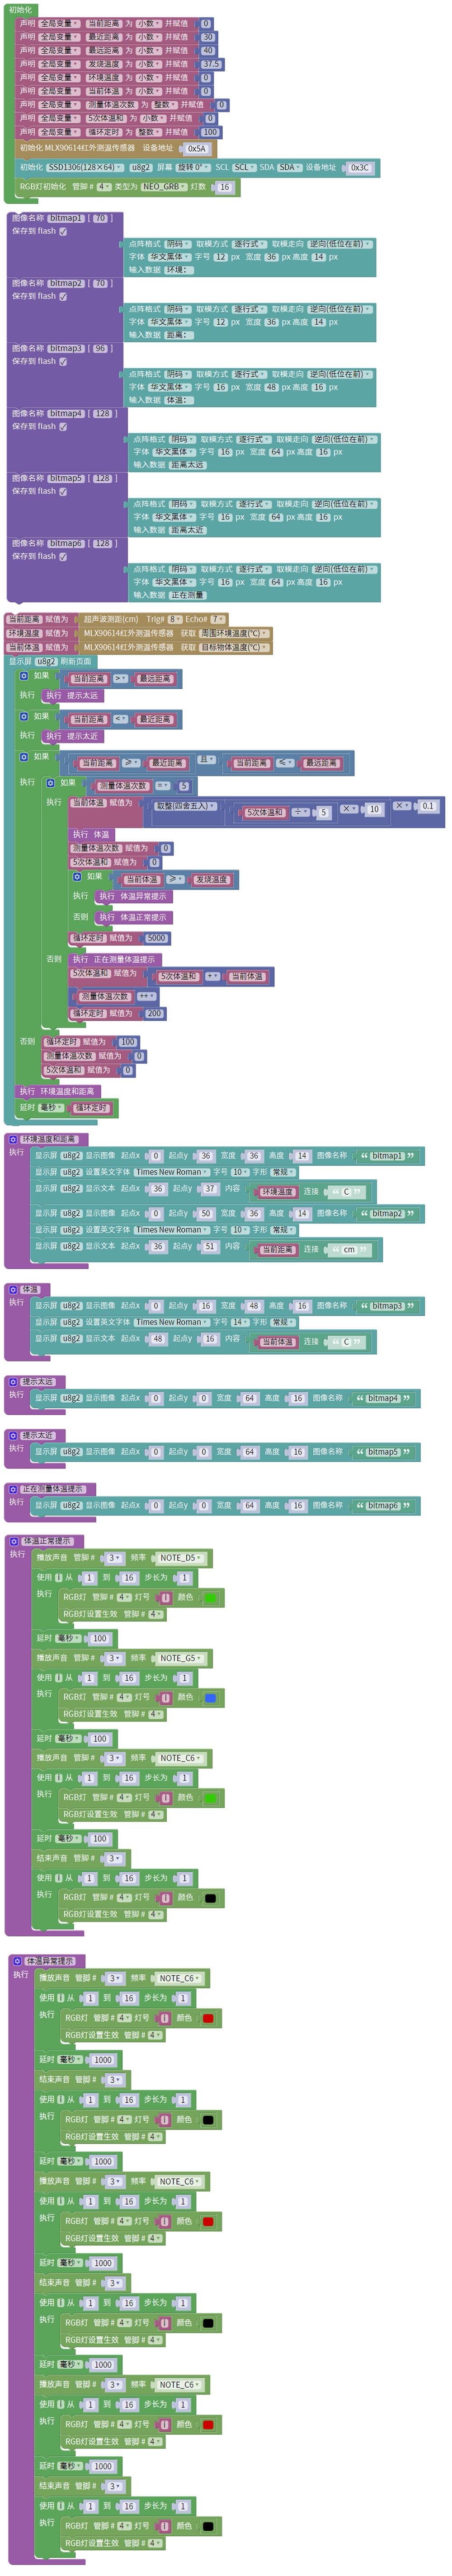 初始化
声明 全局变量 当前距离 为 小数 并赋值 0
声明 全局变量 最近距离 为 小数 并赋值 30
声明 全局变量 最远距离 为 小数 并赋值 40
声明 全局变量 发烧温度 为 小数 并赋值 37.5
声明 全局变量 环境温度 为 小数 并赋值 0
声明 全局变量 当前体温 为 小数 并赋值 0
声明 全局变量 测量体温次数 为 整数 并赋值 0
声明 全局变量 5次体温和 为 小数 并赋值 0
声明 全局变量 循环定时 为 整数 并赋值 100
初始化 MLX90614红外测温传感器 设备地址 0x5A
初始化 SSD1306(128×64) u8g2 屏幕 旋转 0° SCL SCL SDA SDA 设备地址 0x3C
RGB灯初始化 管脚 # 4 类型为 NEO_GRB 灯数 16
图像名称 bitmap1 [ 70 ]
保存到 flash
点阵格式 阴码 取模方式 逐行式 取模走向 逆向(低位在前)
字体 华文黑体 字号 12 px 宽度 36 px 高度 14 px
输入数据 环境:
图像名称 bitmap2 [ 70 ]
保存到 flash
点阵格式 阴码 取模方式 逐行式 取模走向 逆向(低位在前)
字体 华文黑体 字号 12 px 宽度 36 px 高度 14 px
输入数据 距离:
图像名称 bitmap3 [ 96 ]
保存到 flash
点阵格式 阴码 取模方式 逐行式 取模走向 逆向(低位在前)
字体 华文黑体 字号 16 px 宽度 48 px 高度 16 px
输入数据 体温:
图像名称 bitmap4 [ 128 ]
保存到 flash
点阵格式 阴码 取模方式 逐行式 取模走向 逆向(低位在前)
字体 华文黑体 字号 16 px 宽度 64 px 高度 16 px
输入数据 距离太远
图像名称 bitmap5 [ 128 ]
保存到 flash
点阵格式 阴码 取模方式 逐行式 取模走向 逆向(低位在前)
字体 华文黑体 字号 16 px 宽度 64 px 高度 16 px
输入数据 距离太近
图像名称 bitmap6 [ 128 ]
保存到 flash
点阵格式 阴码 取模方式 逐行式 取模走向 逆向(低位在前)
字体 华文黑体 字号 16 px 宽度 64 px 高度 16 px
输入数据 正在测量
当前距离 赋值为 超声波测距(cm) Trig# 8 Echo# 7
环境温度 赋值为 MLX90614红外测温传感器 获取 周围环境温度(℃)
当前体温 赋值为 MLX90614红外测温传感器 获取 目标物体温度(℃)
显示屏 u8g2 刷新页面
如果 当前距离 > 最远距离
执行 执行 提示太远
如果 当前距离 < 最近距离
执行 执行 提示太近
如果 当前距离 ≥ 最近距离 且 当前距离 ≤ 最远距离
执行 如果 测量体温次数 = 5
执行 当前体温 赋值为 取整(四舍五入) 5次体温和 ÷ 5 × 10 × 0.1
执行 体温
测量体温次数 赋值为 0
5次体温和 赋值为 0
如果 当前体温 ≥ 发烧温度
执行 执行 体温异常提示
否则 执行 体温正常提示
循环定时 赋值为 5000
否则 执行 正在测量体温提示
5次体温和 赋值为 5次体温和 + 当前体温
测量体温次数 ++
循环定时 赋值为 200
否则 循环定时 赋值为 100
测量体温次数 赋值为 0
5次体温和 赋值为 0
执行 环境温度和距离
延时 毫秒 循环定时
环境温度和距离
执行 显示屏 u8g2 显示图像 起点x 0 起点y 36 宽度 36 高度 14 图像名称 “ bitmap1 ”
显示屏 u8g2 设置英文字体 Times New Roman 字号 10 字形 常规
显示屏 u8g2 显示文本 起点x 36 起点y 37 内容 环境温度 连接 “ C ”
显示屏 u8g2 显示图像 起点x 0 起点y 50 宽度 36 高度 14 图像名称 “ bitmap2 ”
显示屏 u8g2 设置英文字体 Times New Roman 字号 10 字形 常规
显示屏 u8g2 显示文本 起点x 36 起点y 51 内容 当前距离 连接 “ cm ”
体温
执行 显示屏 u8g2 显示图像 起点x 0 起点y 16 宽度 48 高度 16 图像名称 “ bitmap3 ”
显示屏 u8g2 设置英文字体 Times New Roman 字号 14 字形 常规
显示屏 u8g2 显示文本 起点x 48 起点y 16 内容 当前体温 连接 “ C ”
提示太远
执行 显示屏 u8g2 显示图像 起点x 0 起点y 0 宽度 64 高度 16 图像名称 “ bitmap4 ”
提示太近
执行 显示屏 u8g2 显示图像 起点x 0 起点y 0 宽度 64 高度 16 图像名称 “ bitmap5 ”
正在测量体温提示
执行 显示屏 u8g2 显示图像 起点x 0 起点y 0 宽度 64 高度 16 图像名称 “ bitmap6 ”
体温正常提示
执行 播放声音 管脚 # 3 频率 NOTE_D5
使用 i 从 1 到 16 步长为 1
执行 RGB灯 管脚 # 4 灯号 i 颜色
RGB灯设置生效 管脚 # 4
延时 毫秒 100
播放声音 管脚 # 3 频率 NOTE_G5
使用 i 从 1 到 16 步长为 1
执行 RGB灯 管脚 # 4 灯号 i 颜色
RGB灯设置生效 管脚 # 4
延时 毫秒 100
播放声音 管脚 # 3 频率 NOTE_C6
使用 i 从 1 到 16 步长为 1
执行 RGB灯 管脚 # 4 灯号 i 颜色
RGB灯设置生效 管脚 # 4
延时 毫秒 100
结束声音 管脚 # 3
使用 i 从 1 到 16 步长为 1
执行 RGB灯 管脚 # 4 灯号 i 颜色
RGB灯设置生效 管脚 # 4
体温异常提示
执行 播放声音 管脚 # 3 频率 NOTE_C6
使用 i 从 1 到 16 步长为 1
执行 RGB灯 管脚 # 4 灯号 i 颜色
RGB灯设置生效 管脚 # 4
延时 毫秒 1000
结束声音 管脚 # 3
使用 i 从 1 到 16 步长为 1
执行 RGB灯 管脚 # 4 灯号 i 颜色
RGB灯设置生效 管脚 # 4
延时 毫秒 1000
播放声音 管脚 # 3 频率 NOTE_C6
使用 i 从 1 到 16 步长为 1
执行 RGB灯 管脚 # 4 灯号 i 颜色
RGB灯设置生效 管脚 # 4
延时 毫秒 1000
结束声音 管脚 # 3
使用 i 从 1 到 16 步长为 1
执行 RGB灯 管脚 # 4 灯号 i 颜色
RGB灯设置生效 管脚 # 4
延时 毫秒 1000
播放声音 管脚 # 3 频率 NOTE_C6
使用 i 从 1 到 16 步长为 1
执行 RGB灯 管脚 # 4 灯号 i 颜色
RGB灯设置生效 管脚 # 4
延时 毫秒 1000
结束声音 管脚 # 3
使用 i 从 1 到 16 步长为 1
执行 RGB灯 管脚 # 4 灯号 i 颜色
RGB灯设置生效 管脚 # 4